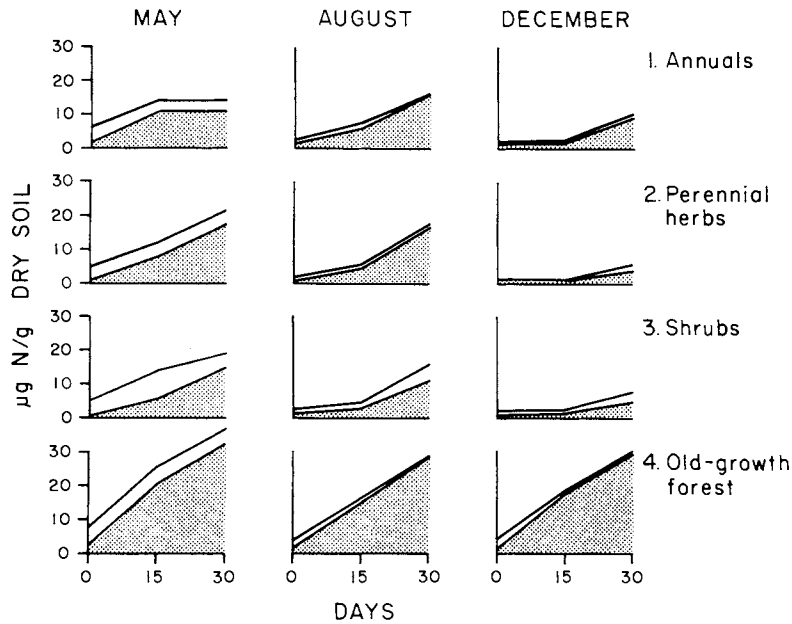 MAY AUGUST DECEMBER
30
20
10
0
1. Annuals
30
20
10
0
2. Perennial
herbs
30
20
10
0
3. Shrubs
30
20
10
0
4. Old-growth
forest
µg N/g DRY SOIL
0 15 30 0 15 30 0 15 30
DAYS